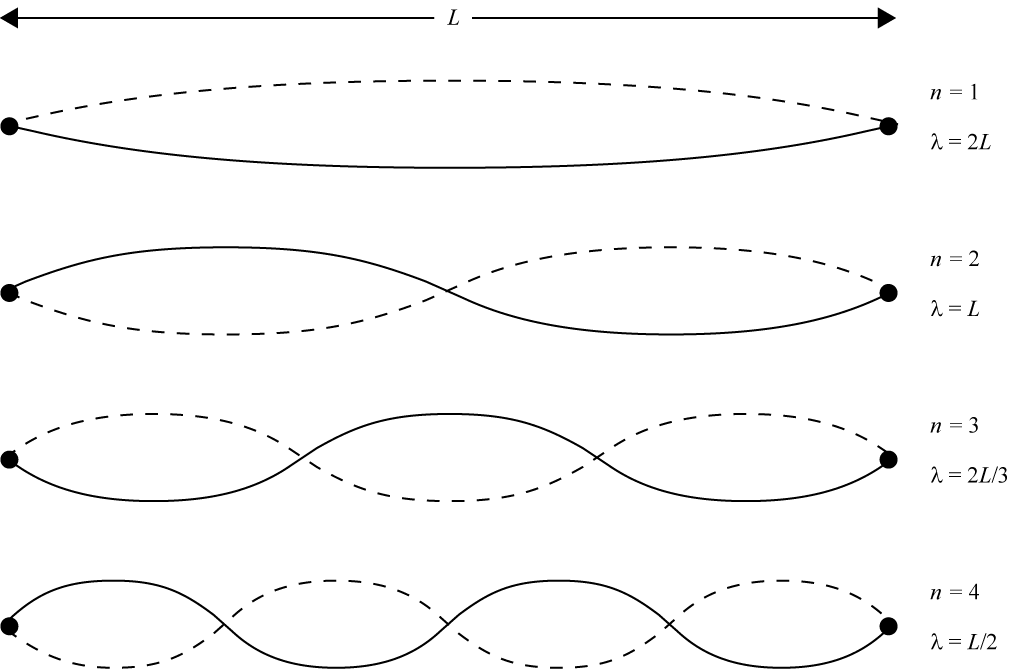 L
n = 1
λ = 2L
n = 2
λ = L
n = 3
λ = 2L/3
n = 4
λ = L/2